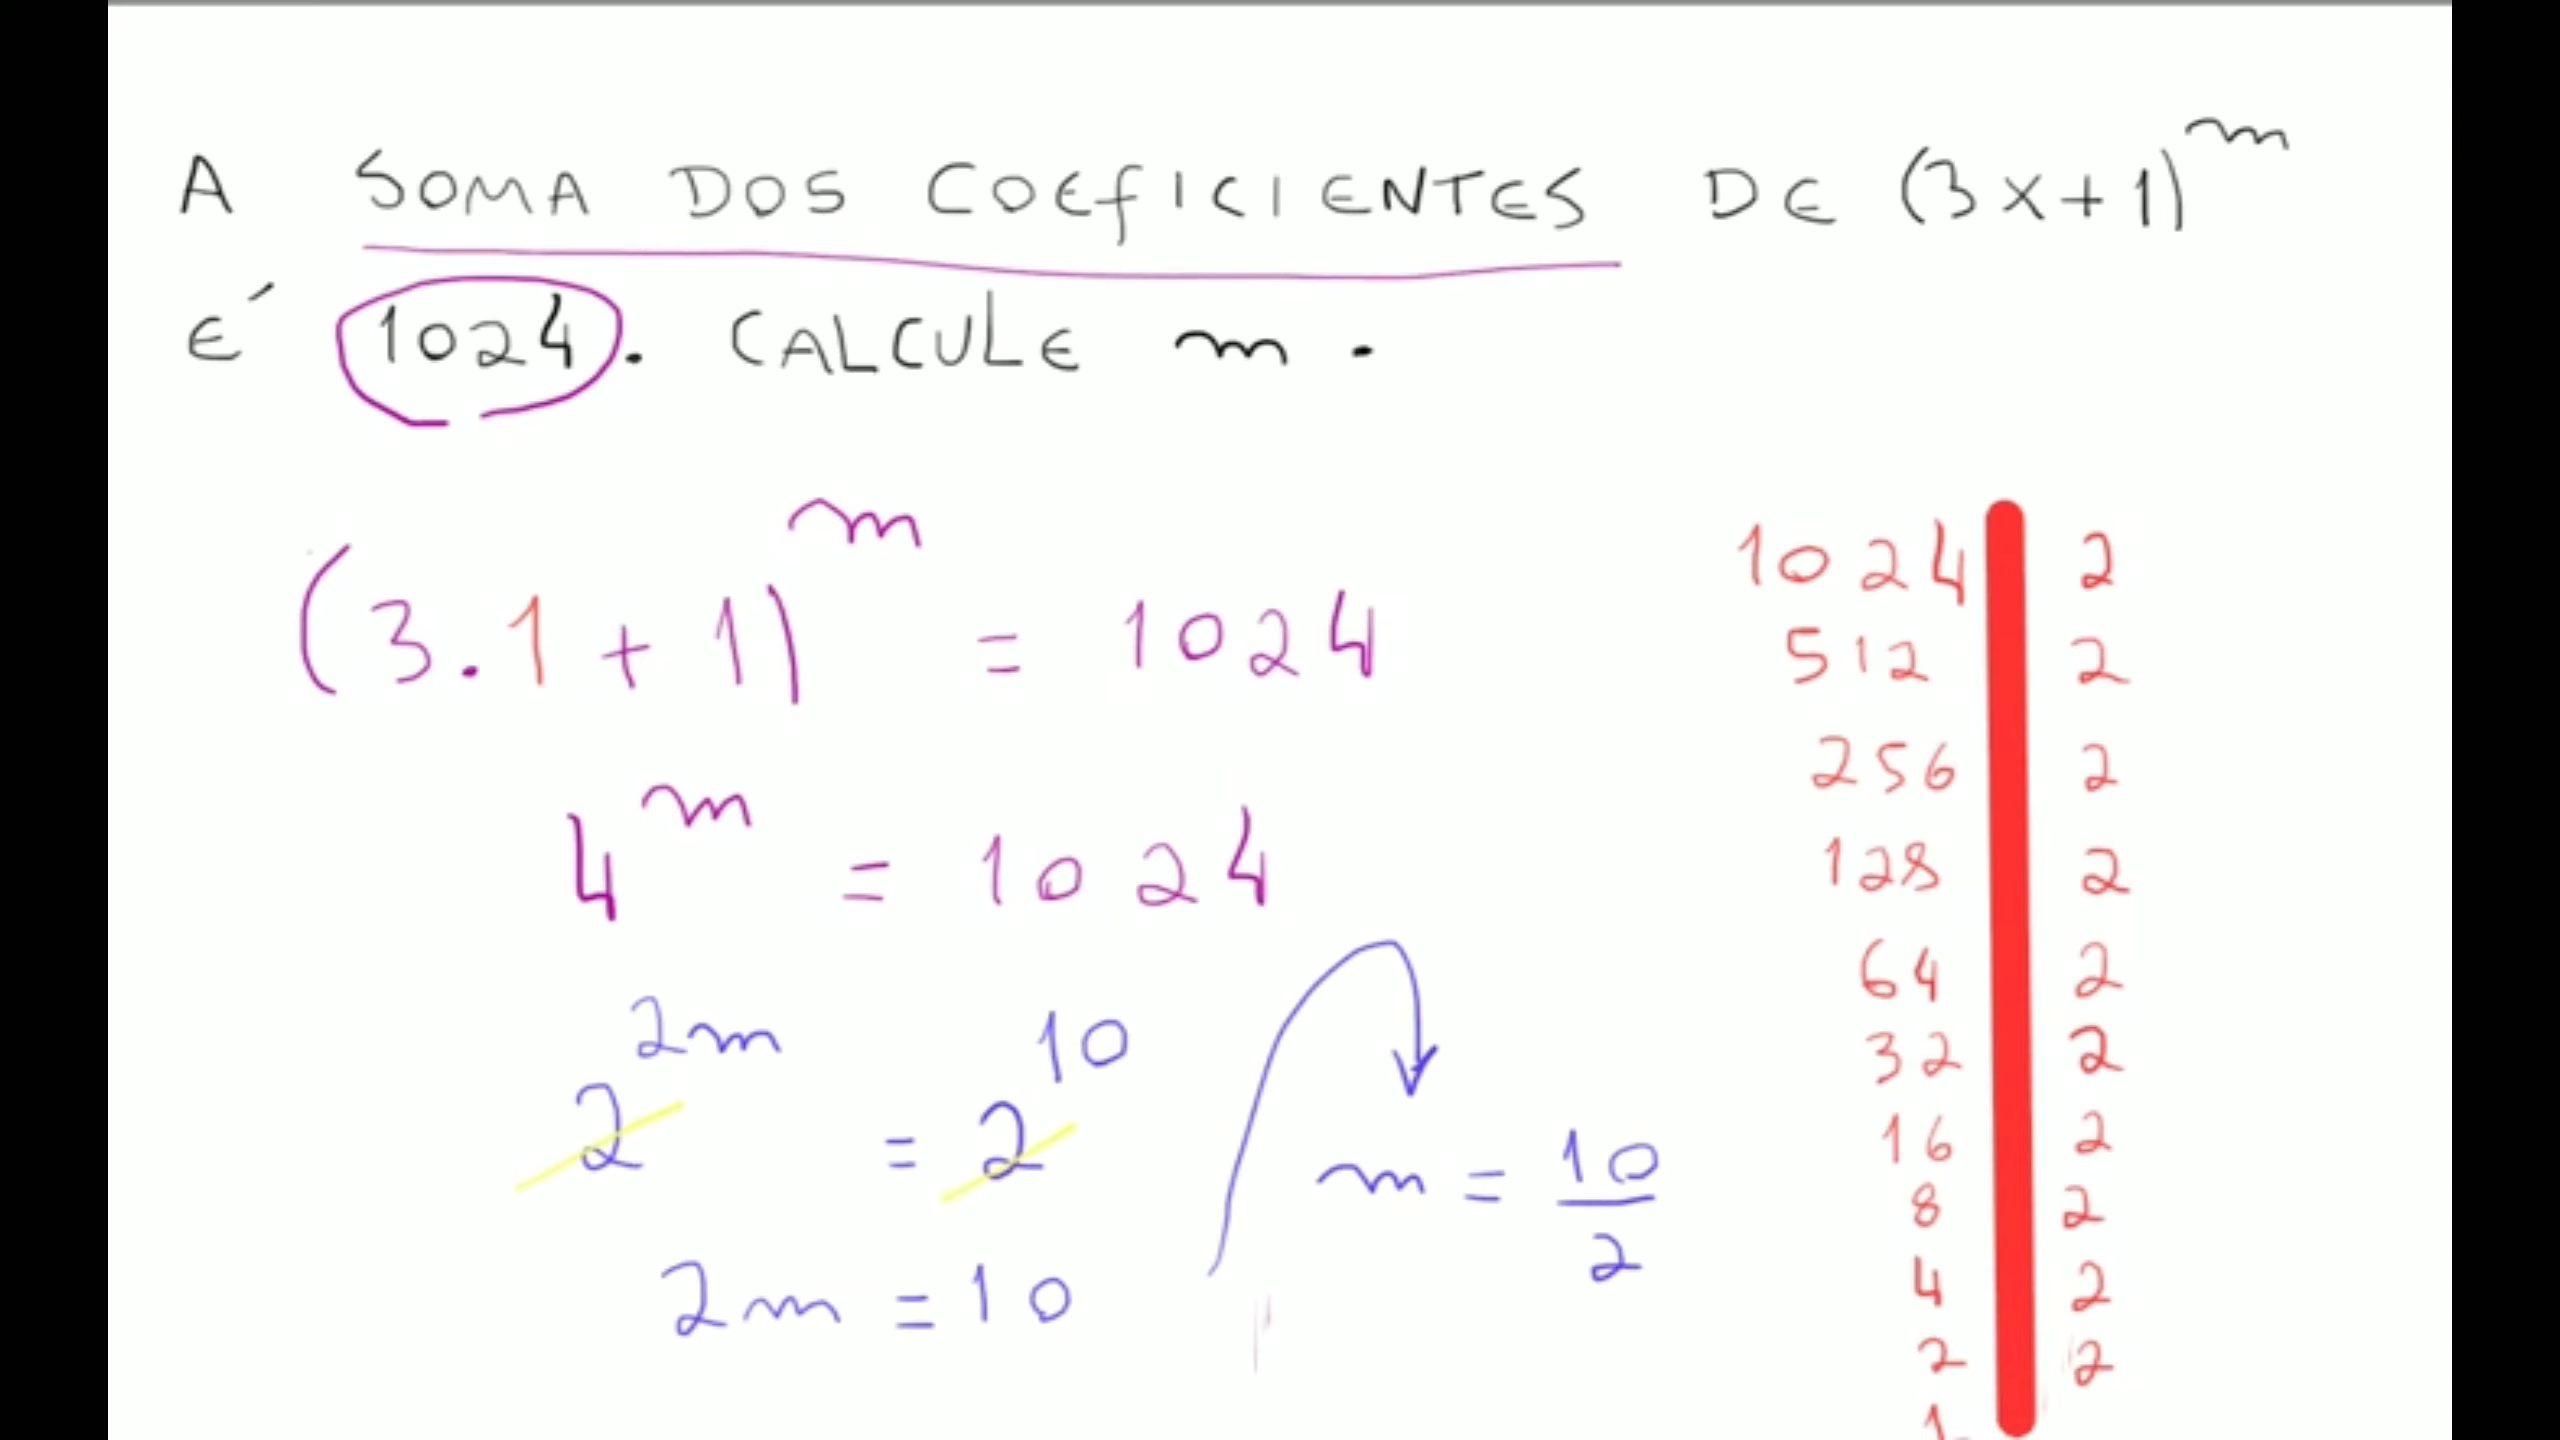 A SOMA DOS COEFICIENTES DE (3x+1)^m
É 1024. CALCULE m.
(3.1+1)^m = 1024
4^m = 1024
2^2m = 2^10
2m = 10
m = 10/2
1024 | 2
512 | 2
256 | 2
128 | 2
64 | 2
32 | 2
16 | 2
8 | 2
4 | 2
2 | 2
1